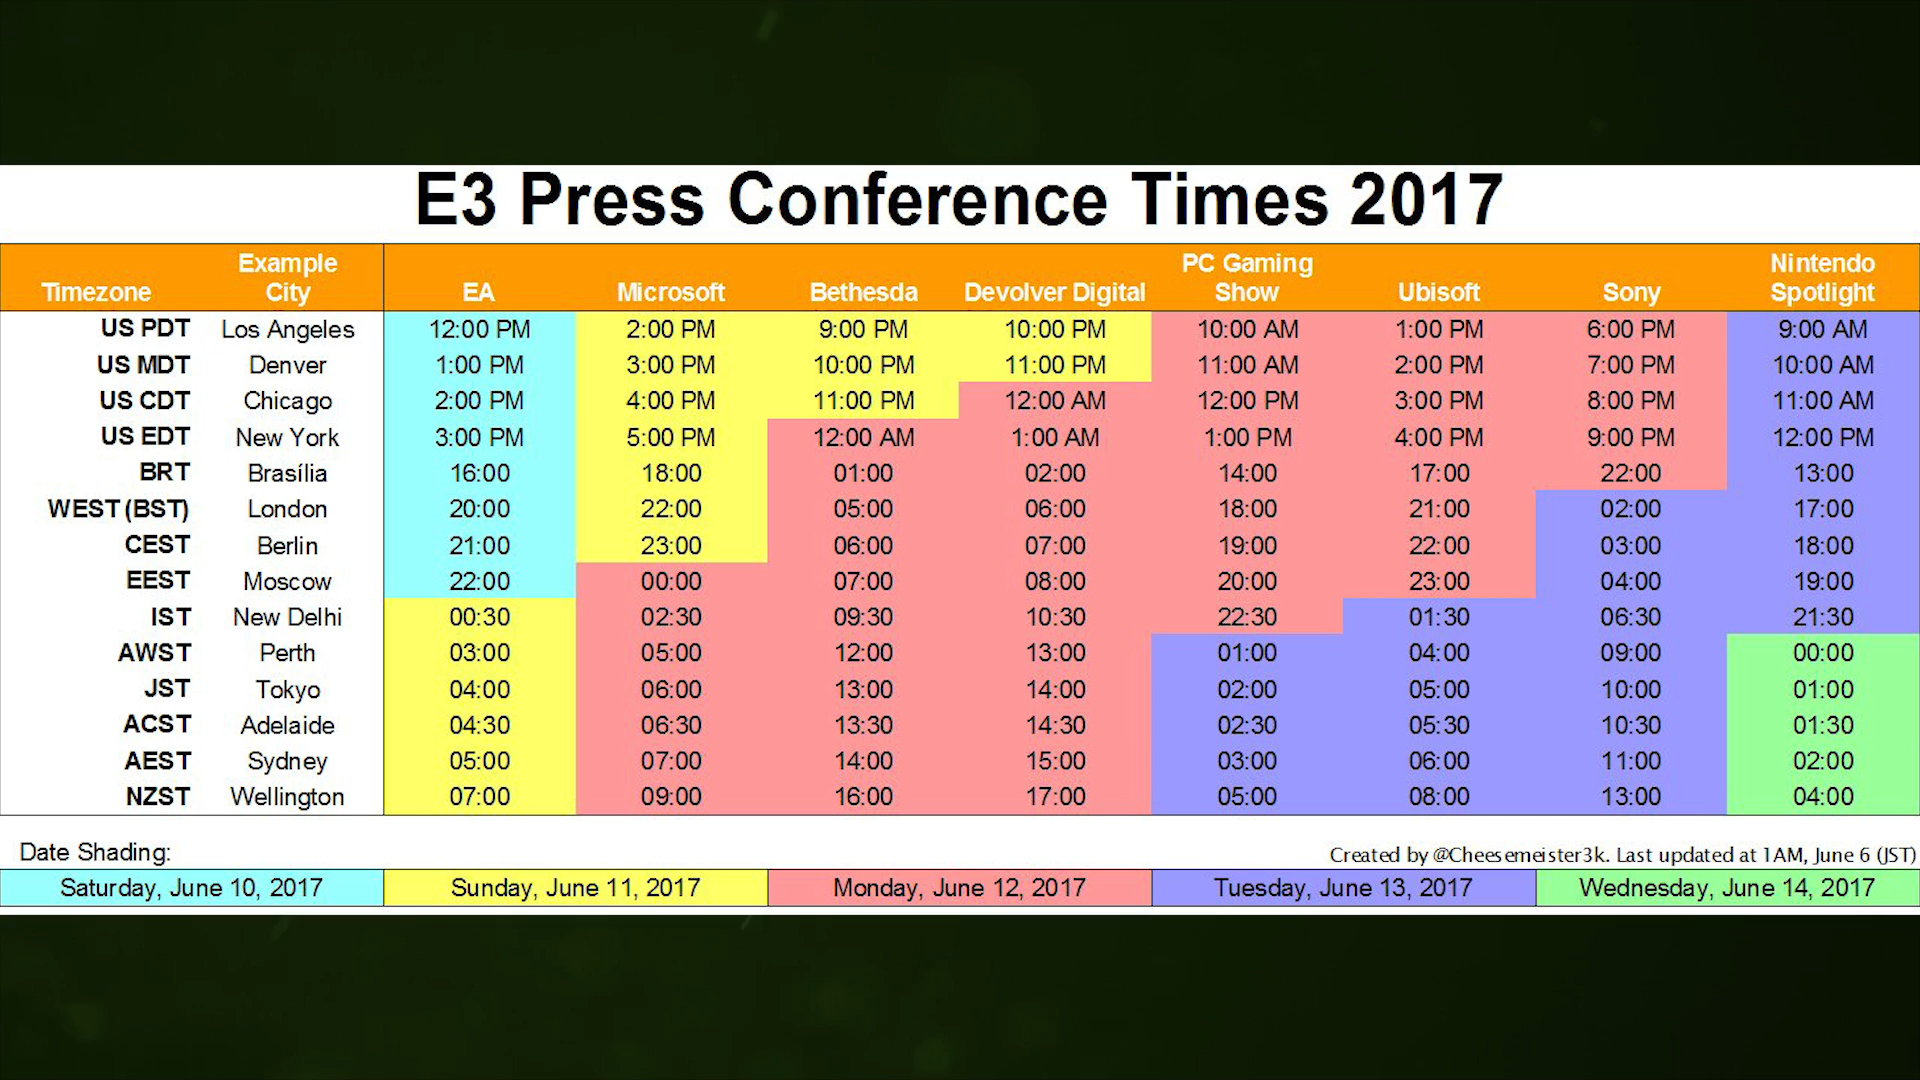 E3 Press Conference Times 2017
Timezone Example City EA Microsoft Bethesda Devolver Digital PC Gaming Show Ubisoft Sony Nintendo Spotlight
US PDT Los Angeles 12:00 PM 2:00 PM 9:00 PM 10:00 PM 10:00 AM 1:00 PM 6:00 PM 9:00 AM
US MDT Denver 1:00 PM 3:00 PM 10:00 PM 11:00 PM 11:00 AM 2:00 PM 7:00 PM 10:00 AM
US CDT Chicago 2:00 PM 4:00 PM 11:00 PM 12:00 AM 12:00 PM 3:00 PM 8:00 PM 11:00 AM
US EDT New York 3:00 PM 5:00 PM 12:00 AM 1:00 AM 1:00 PM 4:00 PM 9:00 PM 12:00 PM
BRT Brasília 16:00 18:00 01:00 02:00 14:00 17:00 22:00 13:00
WEST (BST) London 20:00 22:00 05:00 06:00 18:00 21:00 02:00 17:00
CEST Berlin 21:00 23:00 06:00 07:00 19:00 22:00 03:00 18:00
EEST Moscow 22:00 00:00 07:00 08:00 20:00 23:00 04:00 19:00
IST New Delhi 00:30 02:30 09:30 10:30 22:30 01:30 06:30 21:30
AWST Perth 03:00 05:00 12:00 13:00 01:00 04:00 09:00 00:00
JST Tokyo 04:00 06:00 13:00 14:00 02:00 05:00 10:00 01:00
ACST Adelaide 04:30 06:30 13:30 14:30 02:30 05:30 10:30 01:30
AEST Sydney 05:00 07:00 14:00 15:00 03:00 06:00 11:00 02:00
NZST Wellington 07:00 09:00 16:00 17:00 05:00 08:00 13:00 04:00
Date Shading:
Created by @Cheesemeister3k. Last updated at 1AM, June 6 (JST)
Saturday, June 10, 2017 Sunday, June 11, 2017 Monday, June 12, 2017 Tuesday, June 13, 2017 Wednesday, June 14, 2017